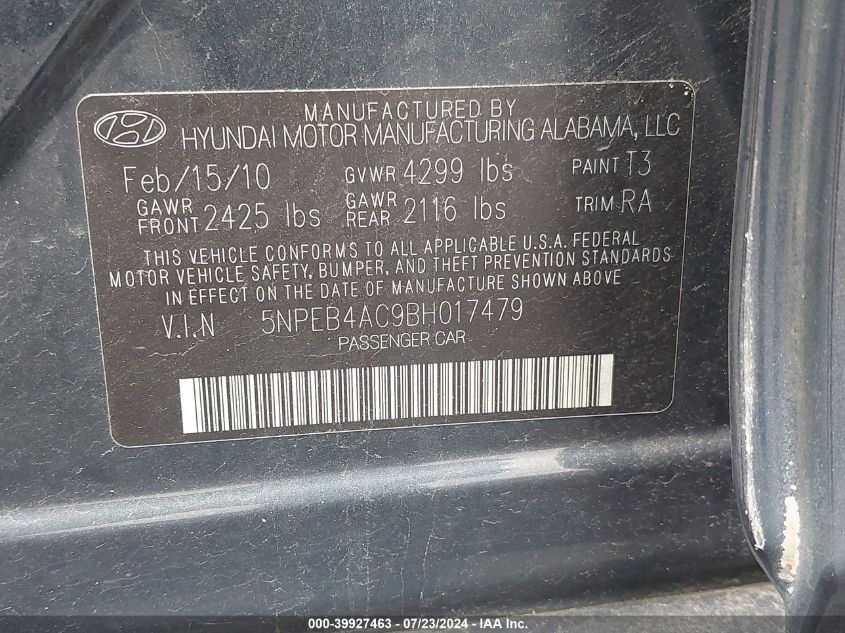 MANUFACTURED BY
HYUNDAI MOTOR MANUFACTURING ALABAMA, LLC
Feb/15/10 GVWR 4299 lbs PAINT T3
GAWR FRONT 2425 lbs GAWR REAR 2116 lbs TRIM RA
THIS VEHICLE CONFORMS TO ALL APPLICABLE U.S.A. FEDERAL
MOTOR VEHICLE SAFETY, BUMPER, AND THEFT PREVENTION STANDARDS
IN EFFECT ON THE DATE OF MANUFACTURE SHOWN ABOVE
V.I.N 5NPEB4AC9BH017479
PASSENGER CAR
000-39927463 - 07/23/2024 - IAA Inc.